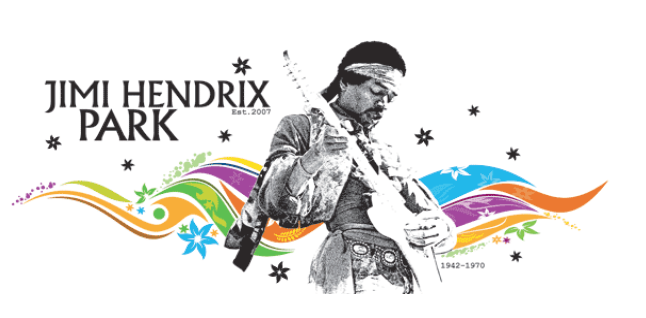 JIMI HENDRIX
Est.2007
PARK
1942-1970